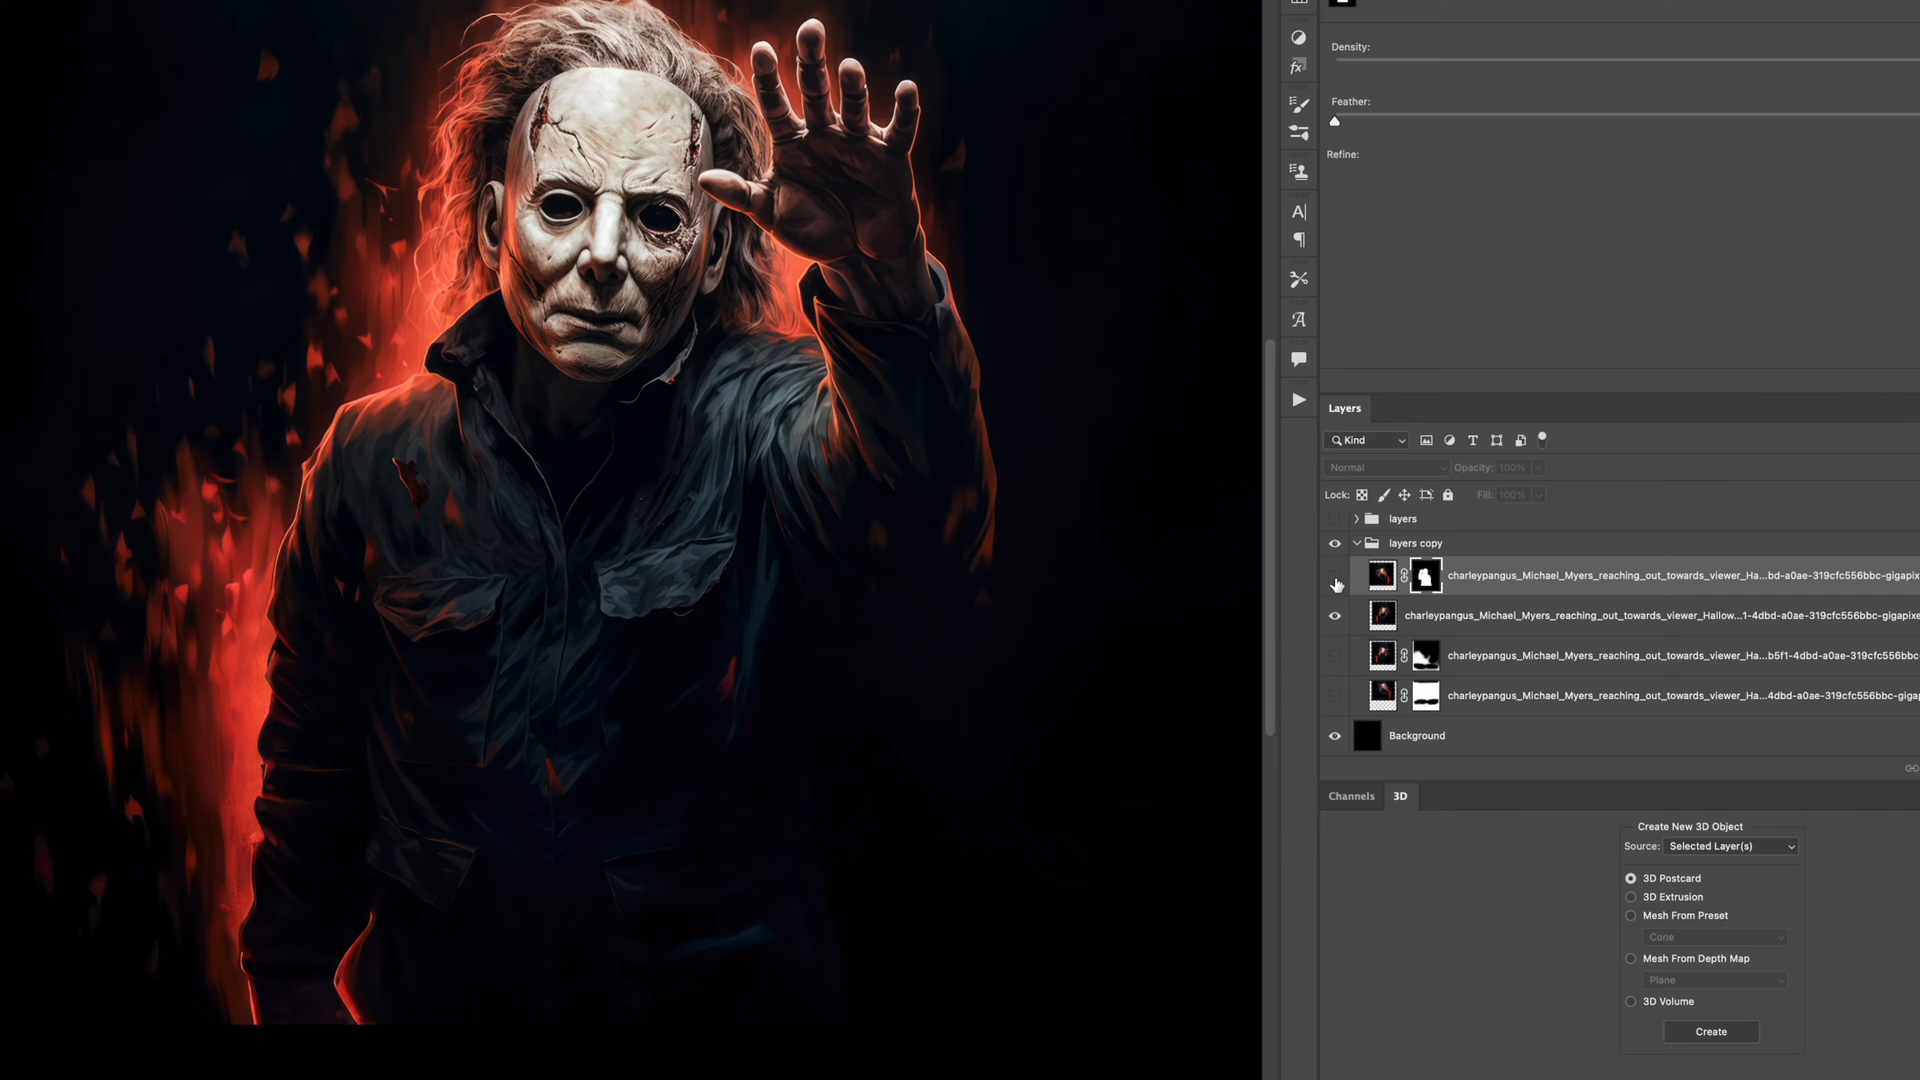 Density:
Feather:
Refine:
Layers
Kind
Normal Opacity: 100%
Lock: Fill: 100%
layers
layers copy
charleypangus_Michael_Myers_reaching_out_towards_viewer_Ha...bd-a0ae-319cfc556bbc-gigapix
charleypangus_Michael_Myers_reaching_out_towards_viewer_Hallow...1-4dbd-a0ae-319cfc556bbc-gigapixe
charleypangus_Michael_Myers_reaching_out_towards_viewer_Ha...b5f1-4dbd-a0ae-319cfc556bbc-
charleypangus_Michael_Myers_reaching_out_towards_viewer_Ha...4dbd-a0ae-319cfc556bbc-giga
Background
Channels 3D
Create New 3D Object
Source: Selected Layer(s)
3D Postcard
3D Extrusion
Mesh From Preset
Cone
Mesh From Depth Map
Plane
3D Volume
Create